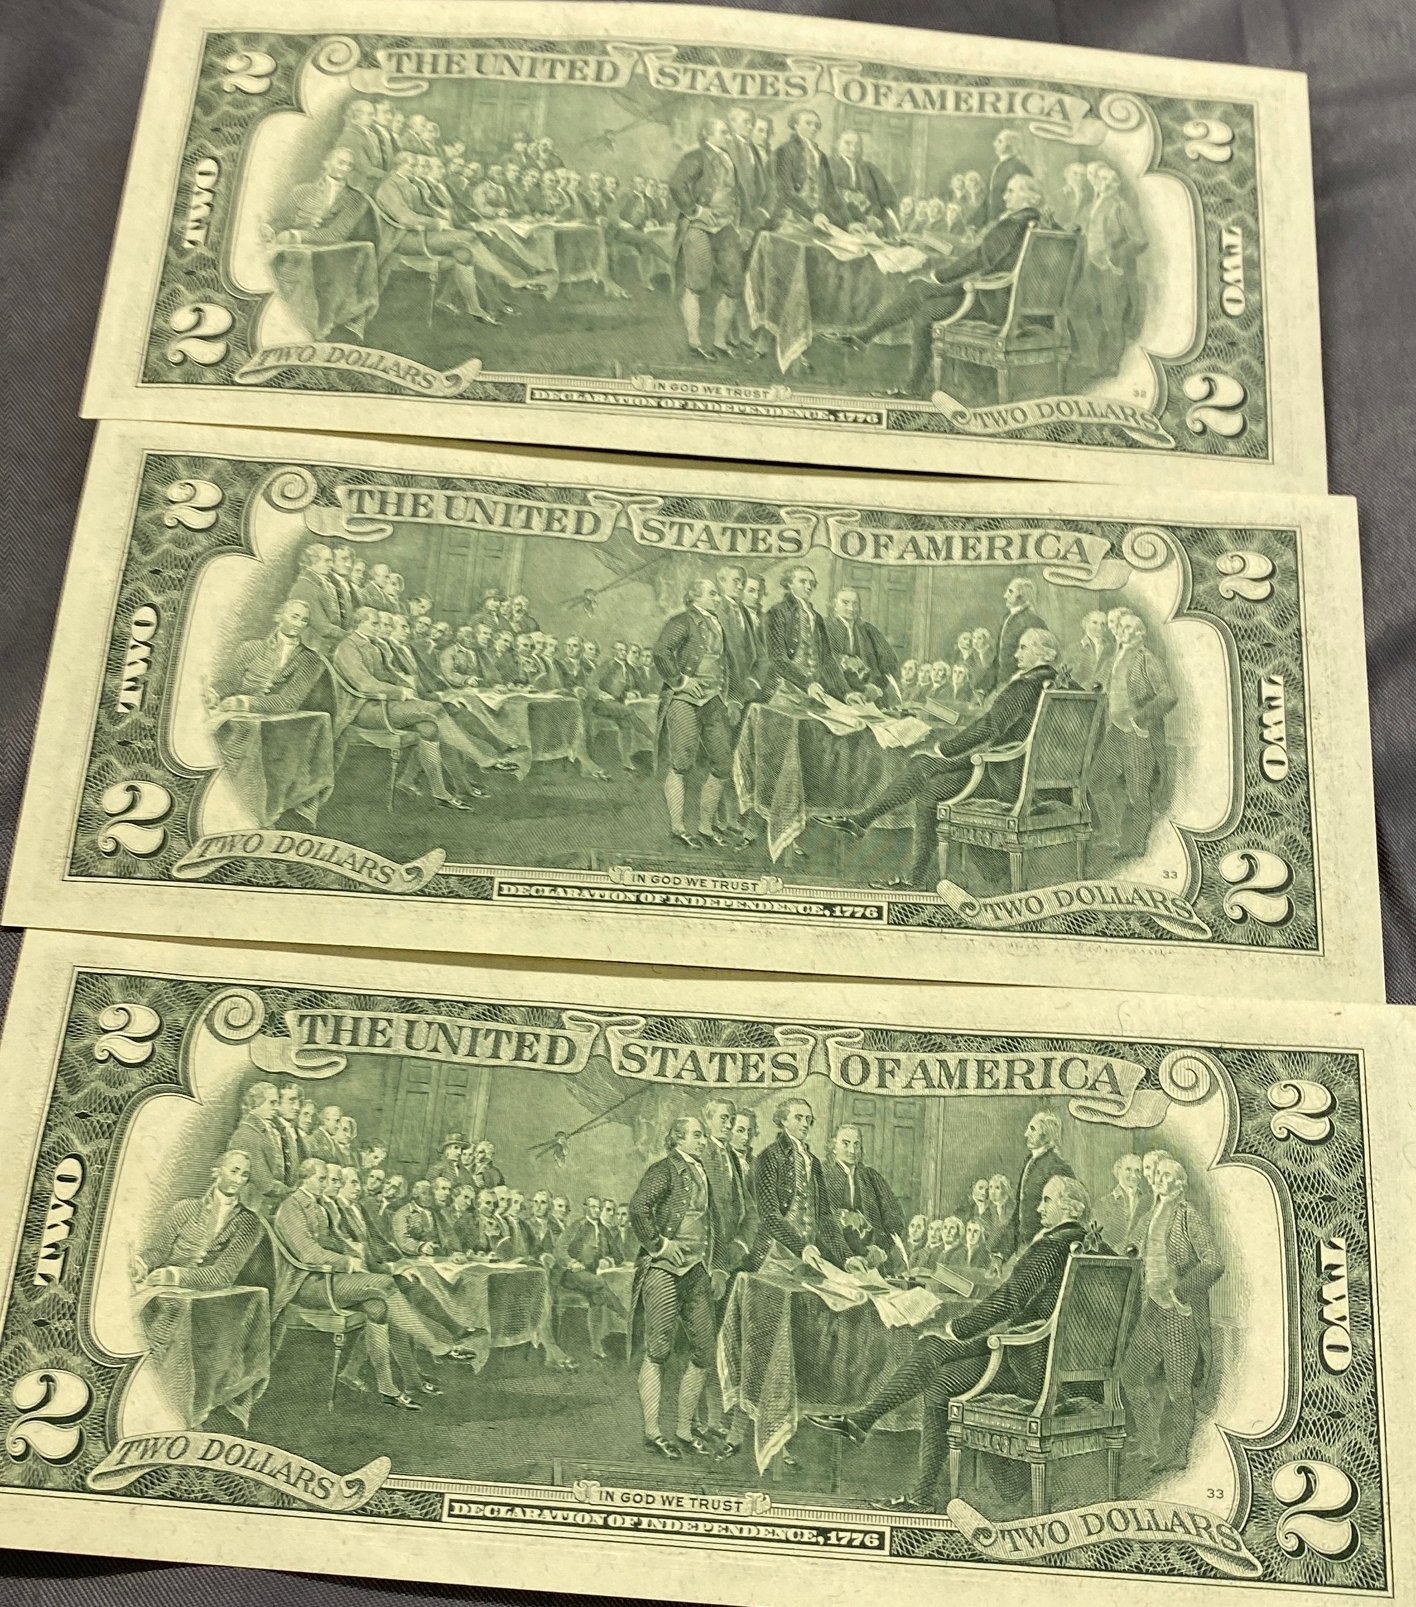 2 THE UNITED STATES OF AMERICA 2
TWO TWO
2 TWO DOLLARS IN GOD WE TRUST 32 2
DECLARATION OF INDEPENDENCE, 1776 TWO DOLLARS
2 THE UNITED STATES OF AMERICA 2
TWO TWO
2 TWO DOLLARS IN GOD WE TRUST 33 2
DECLARATION OF INDEPENDENCE, 1776 TWO DOLLARS
2 THE UNITED STATES OF AMERICA 2
TWO TWO
2 TWO DOLLARS IN GOD WE TRUST 33 2
DECLARATION OF INDEPENDENCE, 1776 TWO DOLLARS